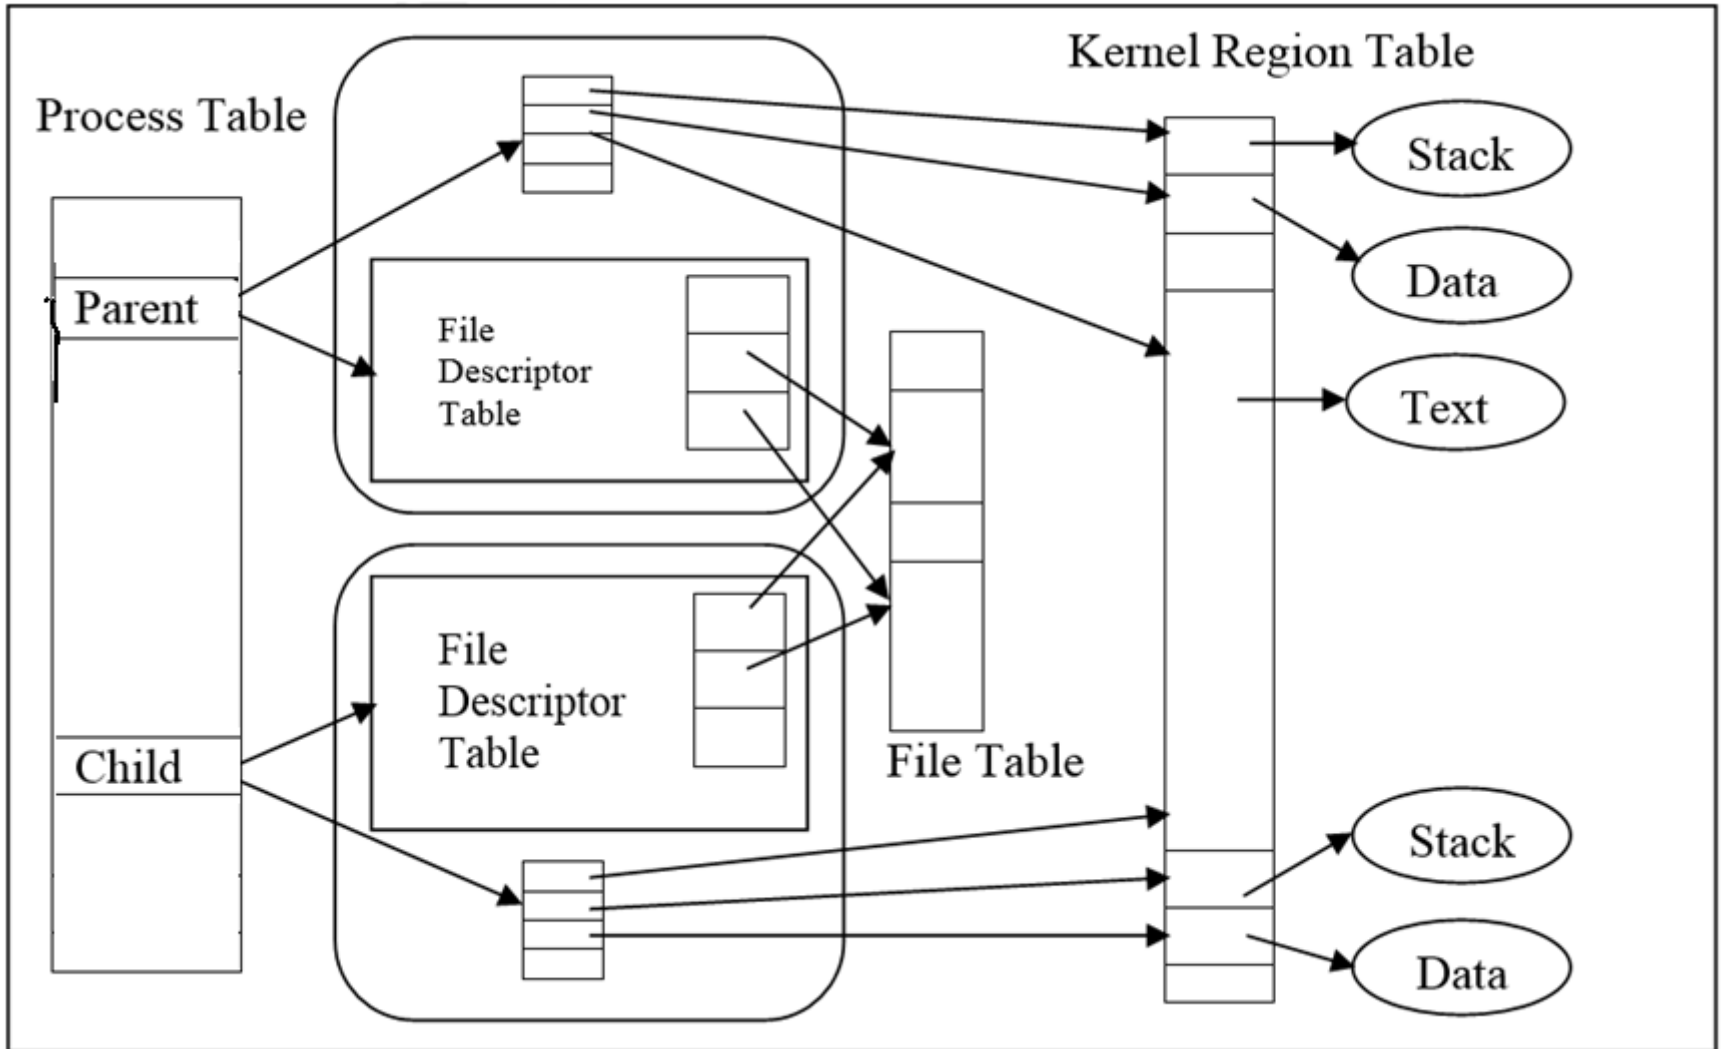 Kernel Region Table
Process Table
Stack
Data
Parent
File
Descriptor
Table
Text
File
Descriptor
Table
Child
File Table
Stack
Data